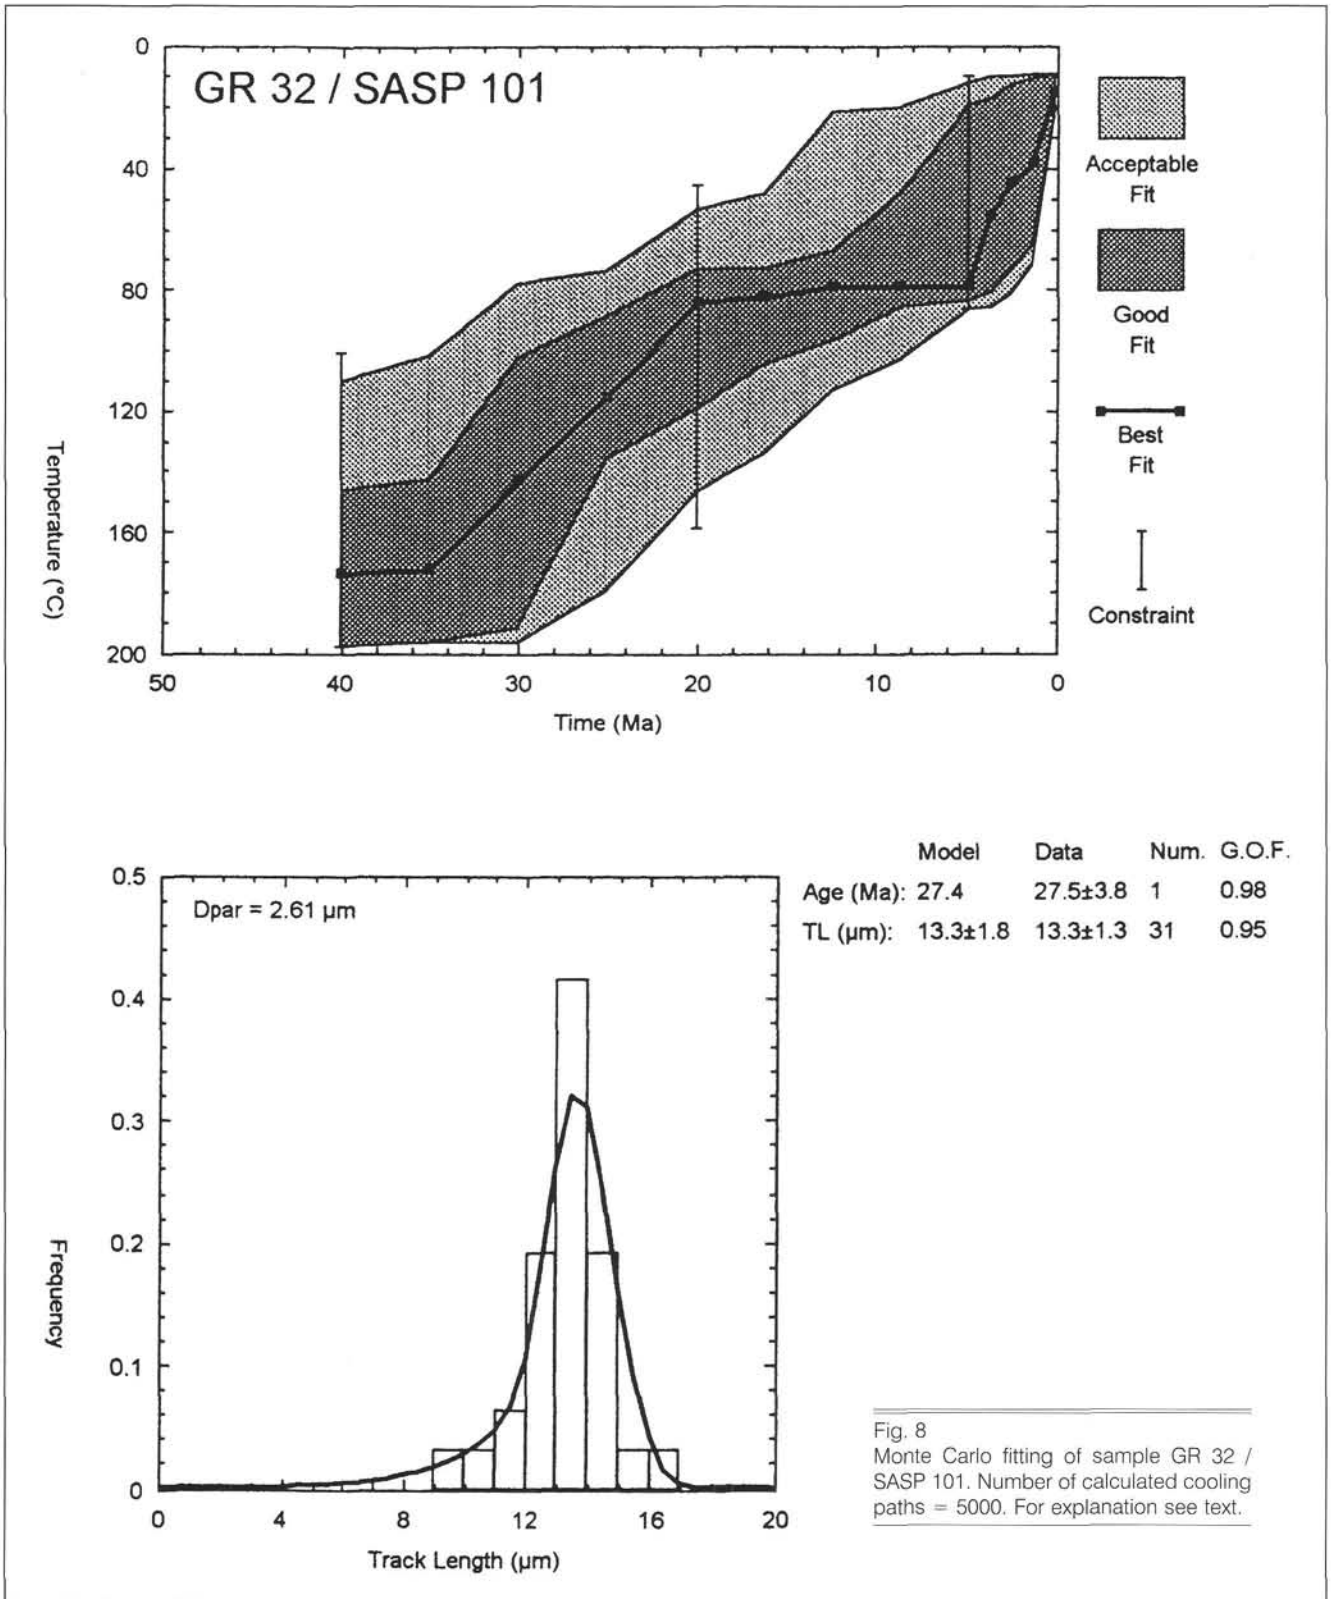 GR 32 / SASP 101
0
40
80
120
160
200
Temperature (°C)
50
40
30
20
10
0
Time (Ma)
Acceptable
Fit
Good
Fit
Best
Fit
Constraint
Model Data Num. G.O.F.
Age (Ma): 27.4 27.5±3.8 1 0.98
TL (µm): 13.3±1.8 13.3±1.3 31 0.95
Dpar = 2.61 µm
0.5
0.4
0.3
0.2
0.1
0
Frequency
0
4
8
12
16
20
Track Length (µm)
Fig. 8
Monte Carlo fitting of sample GR 32 /
SASP 101. Number of calculated cooling
paths = 5000. For explanation see text.